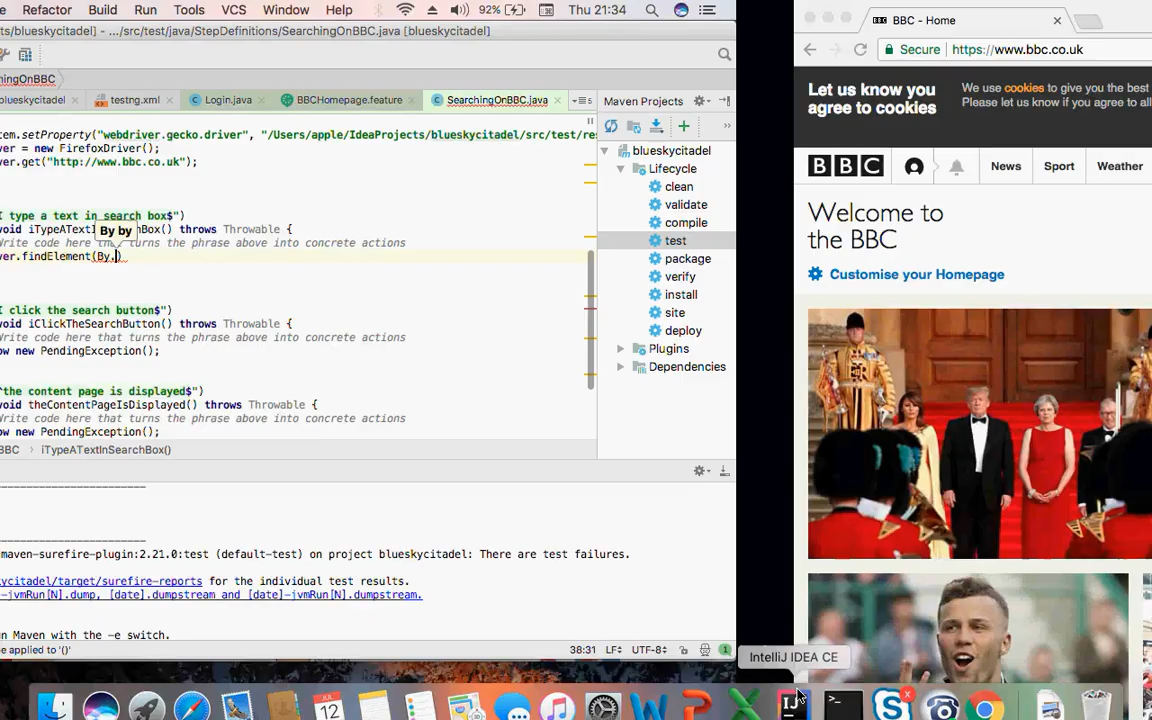 e Build Run Tools VCS Window Help 92% Thu 21:34
ts/blueskycitadel] - .../src/test/java/StepDefinitions/SearchingOnBBC.java [blueskycitadel]
ingOnBBC
blueskycitadel testng.xml Login.java BBCHomepage.feature SearchingOnBBC.java
tem.setProperty("webdriver.gecko.driver", "/Users/apple/IdeaProjects/blueskycitadel/src/test/res
ver = new FirefoxDriver();
ver.get("http://www.bbc.co.uk");
I type a text in search box$")
void iTypeATextInSearchBox() throws Throwable {
By by
Write code here that turns the phrase above into concrete actions
ver.findElement(By.)
I click the search button$")
void iClickTheSearchButton() throws Throwable {
Write code here that turns the phrase above into concrete actions
ow new PendingException();
^the content page is displayed$")
void theContentPageIsDisplayed() throws Throwable {
Write code here that turns the phrase above into concrete actions
ow new PendingException();
BBC iTypeATextInSearchBox()
Maven Projects
blueskycitadel
Lifecycle
clean
validate
compile
test
package
verify
install
site
deploy
Plugins
Dependencies
maven-surefire-plugin:2.21.0:test (default-test) on project blueskycitadel: There are test failures.
kycitadel/target/surefire-reports for the individual test results.
-jvmRun[N].dump, [date].dumpstream and [date]-jvmRun[N].dumpstream.
n Maven with the -e switch.
be applied to '()' 38:31 LF UTF-8 1
IntelliJ IDEA CE
JUL
12
IJ
BBC - Home
Secure https://www.bbc.co.uk
Let us know you
agree to cookies
We use cookies to give you the best
Please let us know if you agree to all
BBC News Sport Weather
Welcome to
the BBC
Customise your Homepage